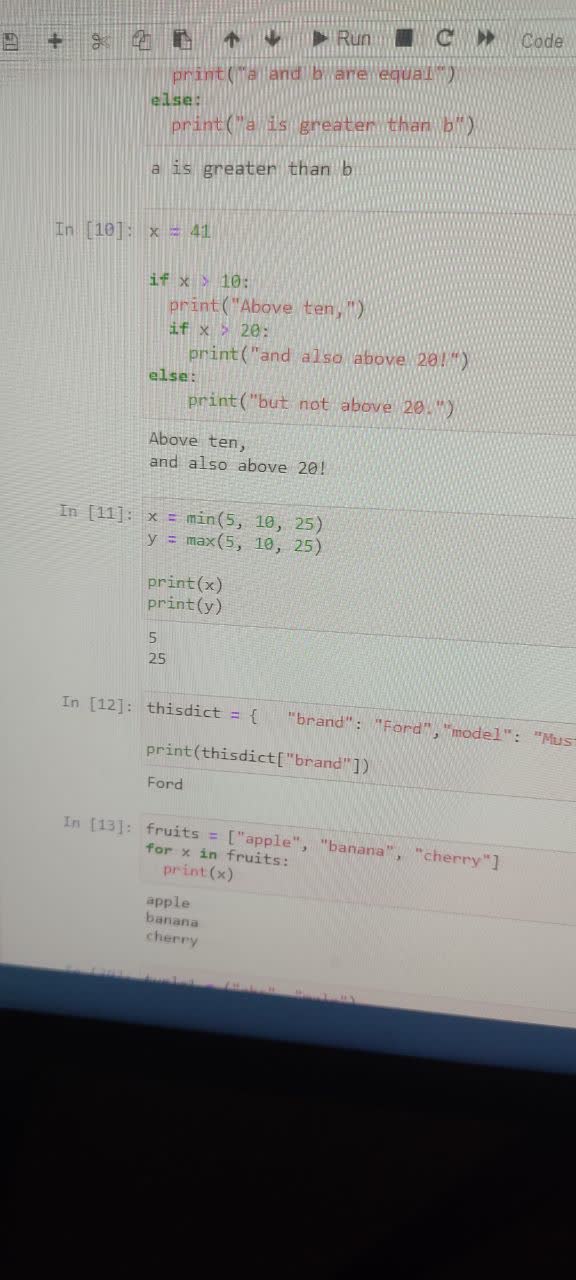 Run Code
print("a and b are equal")
else:
print("a is greater than b")
a is greater than b
In [10]: x = 41
if x > 10:
print("Above ten,")
if x > 20:
print("and also above 20!")
else:
print("but not above 20.")
Above ten,
and also above 20!
In [11]: x = min(5, 10, 25)
y = max(5, 10, 25)
print(x)
print(y)
5
25
In [12]: thisdict = { "brand": "Ford","model": "Mus
print(thisdict["brand"])
Ford
In [13]: fruits = ["apple", "banana", "cherry"]
for x in fruits:
print(x)
apple
banana
cherry